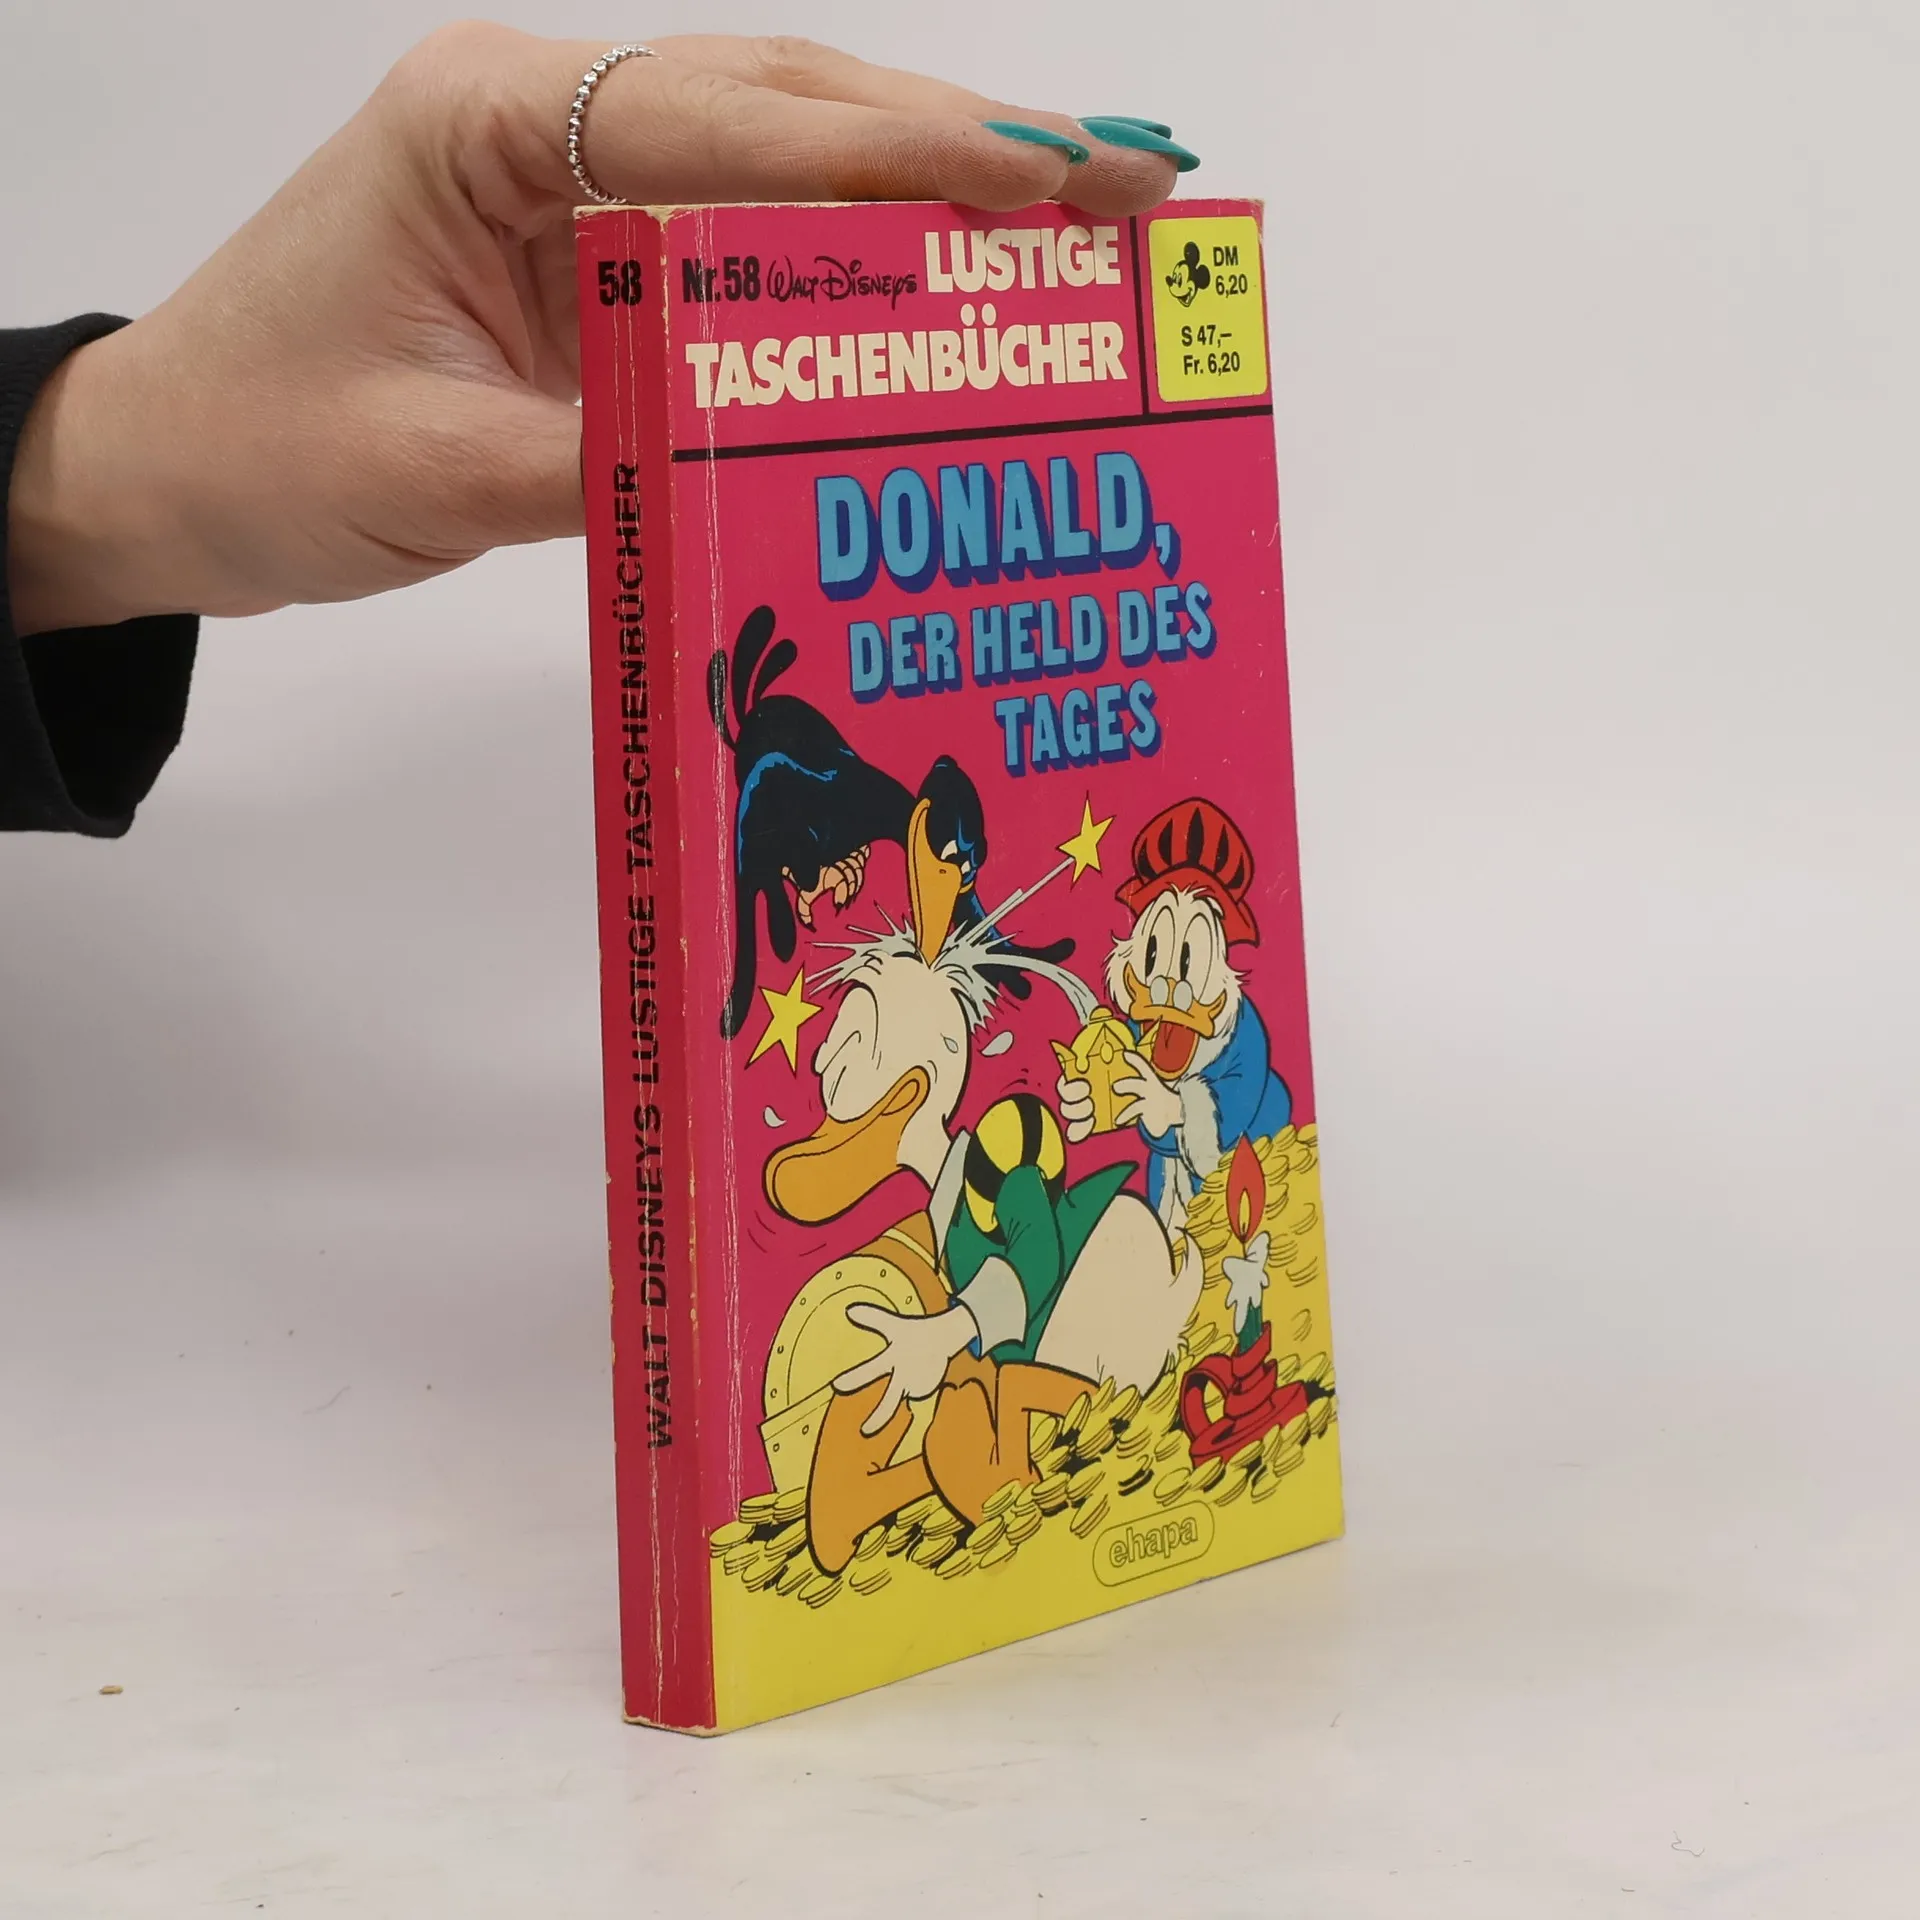 58
WALT DISNEYS LUSTIGE TASCHENBÜCHER
Nr. 58 Walt Disneys LUSTIGE
TASCHENBÜCHER
DM
6,20
S 47,–
Fr. 6,20
DONALD,
DER HELD DES
TAGES
ehapa